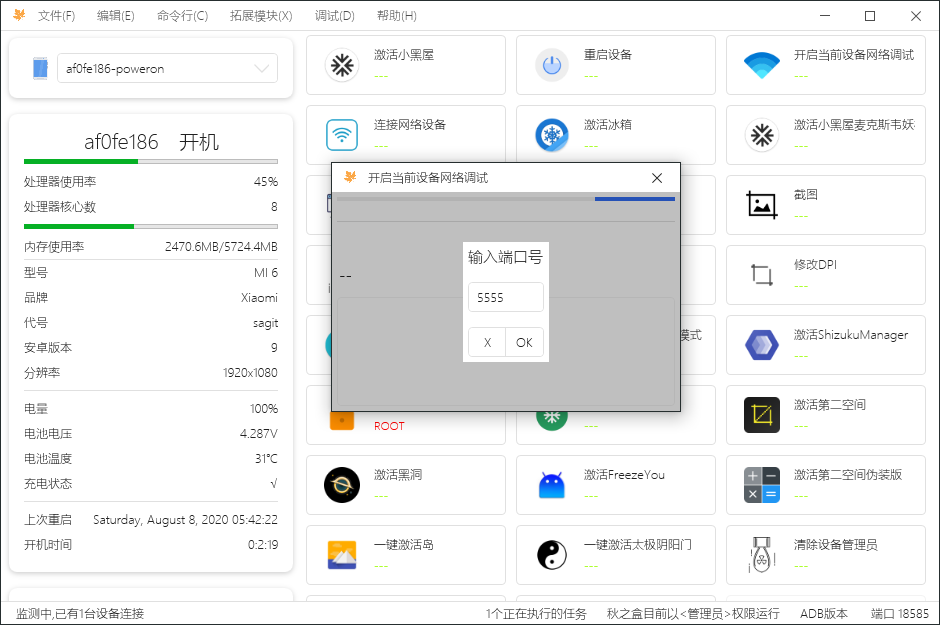 文件(F) 编辑(E) 命令行(C) 拓展模块(X) 调试(D) 帮助(H)
af0fe186-poweron
af0fe186 开机
处理器使用率 45%
处理器核心数 8
内存使用率 2470.6MB/5724.4MB
型号 MI 6
品牌 Xiaomi
代号 sagit
安卓版本 9
分辨率 1920x1080
电量 100%
电池电压 4.287V
电池温度 31℃
充电状态 √
上次重启 Saturday, August 8, 2020 05:42:22
开机时间 0:2:19
激活小黑屋
---
重启设备
---
开启当前设备网络调试
---
连接网络设备
---
激活冰箱
---
激活小黑屋麦克斯韦妖
---
截图
---
修改DPI
---
模式
激活ShizukuManager
---
ROOT
---
激活第二空间
---
激活黑洞
---
激活FreezeYou
---
激活第二空间伪装版
---
一键激活岛
---
一键激活太极阴阳门
---
清除设备管理员
---
开启当前设备网络调试
--
输入端口号
5555
X OK
监测中,已有1台设备连接 1个正在执行的任务 秋之盒目前以<管理员>权限运行 ADB版本 端口 18585